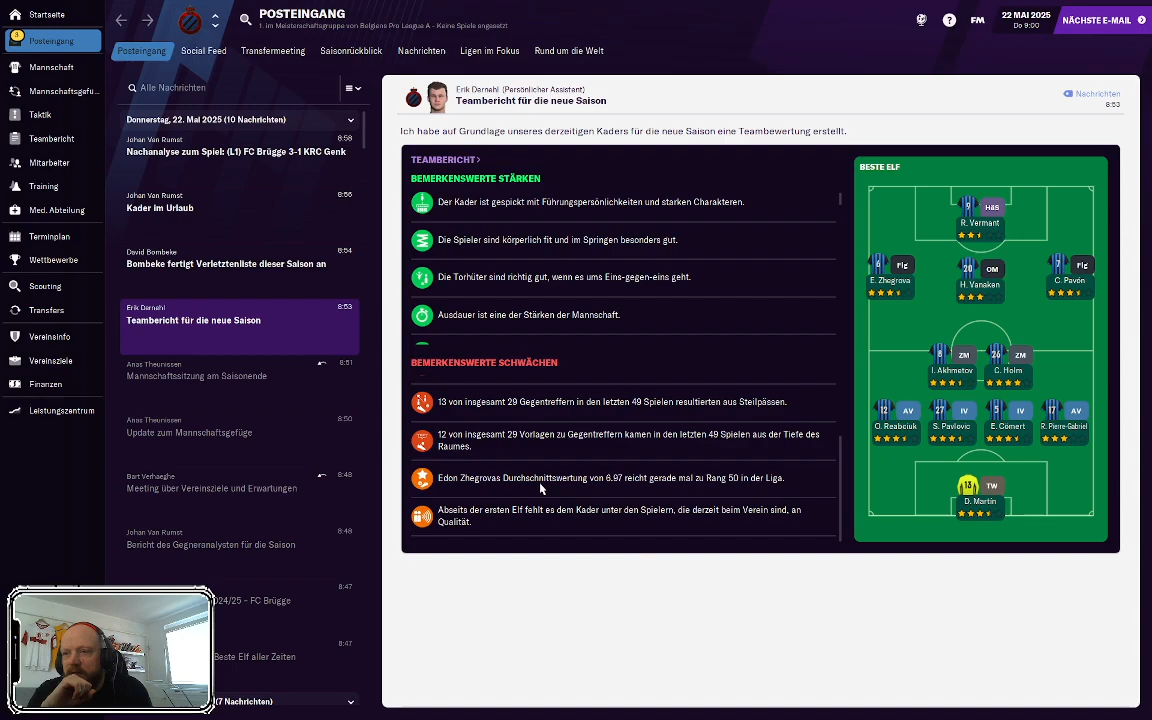 Startseite
POSTEINGANG
1. im Meisterschaftsgruppe von Belgiens Pro League A - Keine Spiele angesetzt
FM
22 MAI 2025
Do 9:00
NÄCHSTE E-MAIL
3
Posteingang
Posteingang
Social Feed
Transfermeeting
Saisonrückblick
Nachrichten
Ligen im Fokus
Rund um die Welt
Mannschaft
Mannschaftsgefü...
Taktik
Teambericht
Mitarbeiter
Training
Med. Abteilung
Terminplan
Wettbewerbe
Scouting
Transfers
Vereinsinfo
Vereinsziele
Finanzen
Leistungszentrum
Alle Nachrichten
Donnerstag, 22. Mai 2025 (10 Nachrichten)
Johan Van Rumst
8:58
Nachanalyse zum Spiel: (L1) FC Brügge 3-1 KRC Genk
Johan Van Rumst
8:56
Kader im Urlaub
David Bombeke
8:54
Bombeke fertigt Verletztenliste dieser Saison an
Erik Dernehl
8:53
Teambericht für die neue Saison
Anas Theunissen
8:51
Mannschaftssitzung am Saisonende
Anas Theunissen
8:50
Update zum Mannschaftsgefüge
Bart Verhaeghe
8:48
Meeting über Vereinsziele und Erwartungen
Johan Van Rumst
8:48
Bericht des Gegneranalysten für die Saison
8:47
024/25 - FC Brügge
8:47
Beste Elf aller Zeiten
(7 Nachrichten)
Erik Dernehl (Persönlicher Assistent)
Teambericht für die neue Saison
Nachrichten
8:53
Ich habe auf Grundlage unseres derzeitigen Kaders für die neue Saison eine Teambewertung erstellt.
TEAMBERICHT>
BEMERKENSWERTE STÄRKEN
Der Kader ist gespickt mit Führungspersönlichkeiten und starken Charakteren.
Die Spieler sind körperlich fit und im Springen besonders gut.
Die Torhüter sind richtig gut, wenn es ums Eins-gegen-eins geht.
Ausdauer ist eine der Stärken der Mannschaft.
BEMERKENSWERTE SCHWÄCHEN
13 von insgesamt 29 Gegentreffern in den letzten 49 Spielen resultierten aus Steilpässen.
12 von insgesamt 29 Vorlagen zu Gegentreffern kamen in den letzten 49 Spielen aus der Tiefe des
Raumes.
Edon Zhegrovas Durchschnittswertung von 6.97 reicht gerade mal zu Rang 50 in der Liga.
Abseits der ersten Elf fehlt es dem Kader unter den Spielern, die derzeit beim Verein sind, an
Qualität.
BESTE ELF
9 HäS
R. Vermant
6 Flg
E. Zhegrova
20 OM
H. Vanaken
7 Flg
C. Pavón
8 ZM
I. Akhmetov
26 ZM
C. Holm
12 AV
O. Reabciuk
27 IV
S. Pavlovic
5 IV
E. Cömert
17 AV
R. Pierre-Gabriel
13 TW
D. Martín